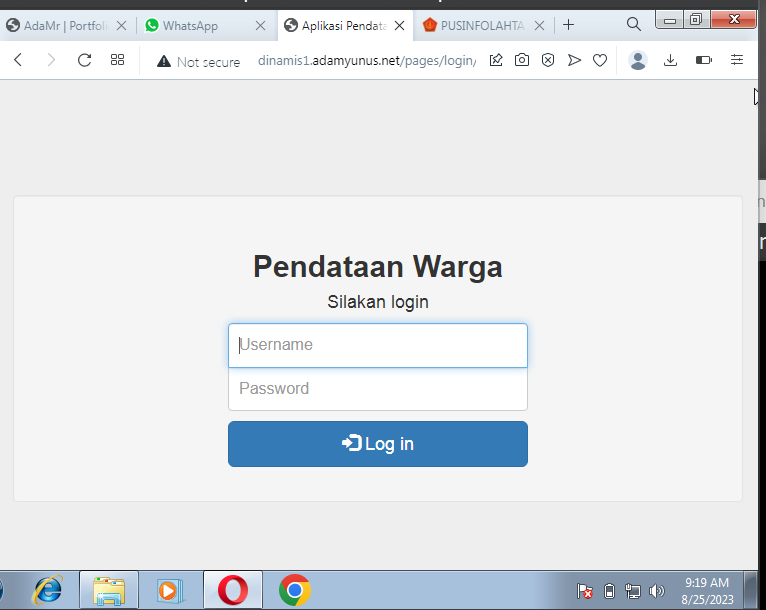 AdaMr | Portfoli
WhatsApp
Aplikasi Pendata
PUSINFOLAHTA
Not secure
dinamis1.adamyunus.net/pages/login/
Pendataan Warga
Silakan login
Username
Password
Log in
9:19 AM
8/25/2023